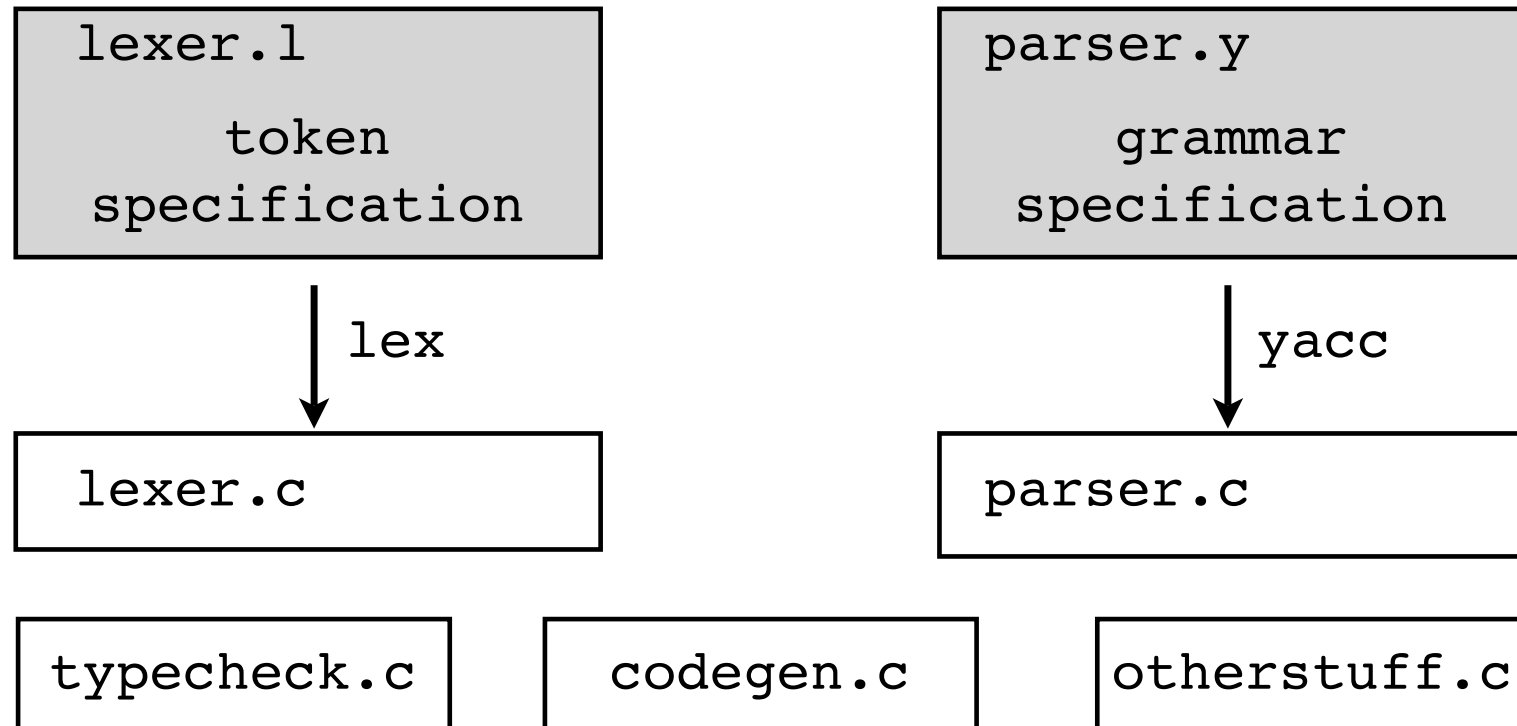 lexer.l
token
specification
parser.y
grammar
specification
lex
yacc
lexer.c
parser.c
typecheck.c
codegen.c
otherstuff.c